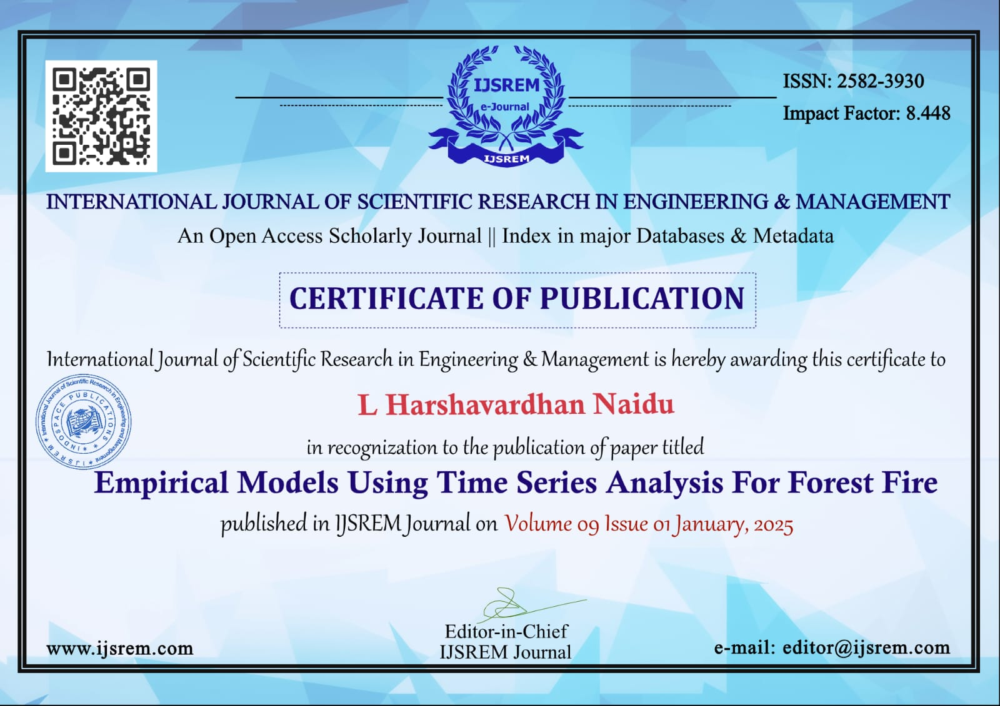 IJSREM
e-Journal
IJSREM
ISSN: 2582-3930
Impact Factor: 8.448
INTERNATIONAL JOURNAL OF SCIENTIFIC RESEARCH IN ENGINEERING & MANAGEMENT
An Open Access Scholarly Journal || Index in major Databases & Metadata
CERTIFICATE OF PUBLICATION
International Journal of Scientific Research in Engineering & Management is hereby awarding this certificate to
L Harshavardhan Naidu
International Journal of Scientific Research in Engineering and Management
★ IJSREM ★
INDOSPACE PUBLICATIONS
in recognization to the publication of paper titled
Empirical Models Using Time Series Analysis For Forest Fire
published in IJSREM Journal on Volume 09 Issue 01 January, 2025
Editor-in-Chief
IJSREM Journal
www.ijsrem.com
e-mail: editor@ijsrem.com